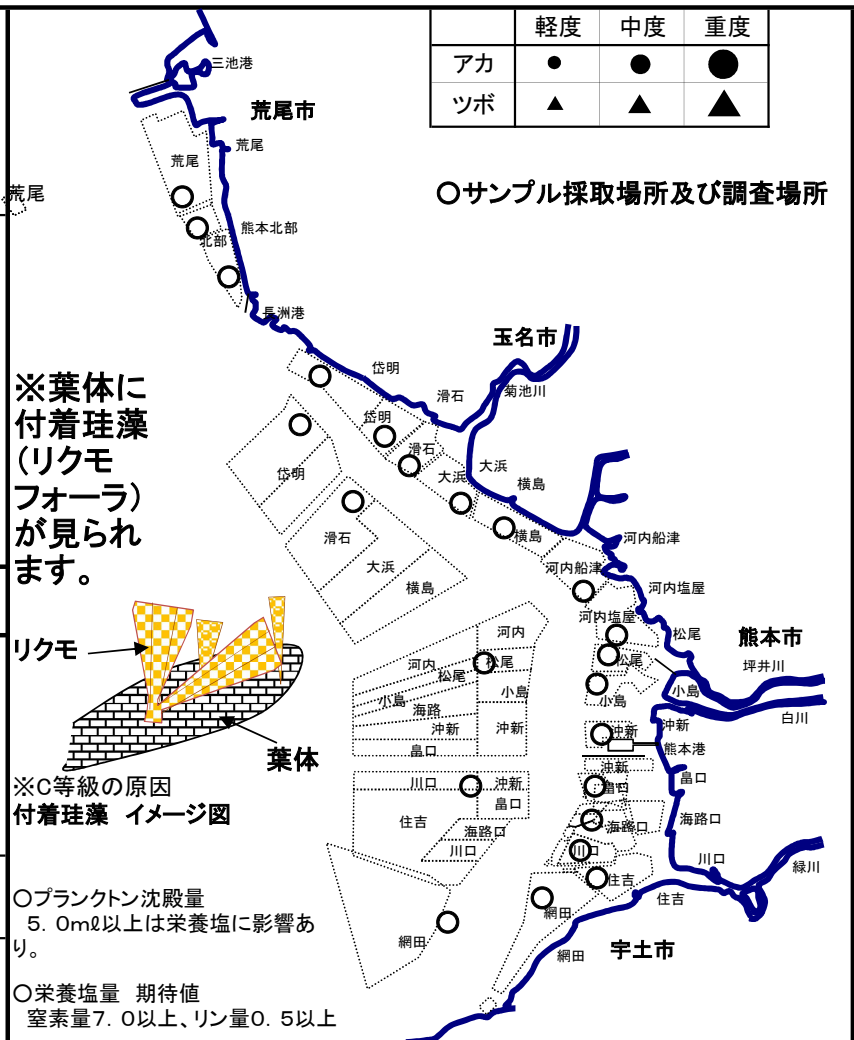 軽度 中度 重度
アカ
ツボ
○サンプル採取場所及び調査場所
三池港
荒尾市
荒尾
荒尾
荒尾
北部
熊本北部
長洲港
玉名市
岱明
滑石
菊池川
岱明
滑石
大浜
大浜
横島
横島
岱明
滑石
大浜
横島
河内船津
河内船津
河内塩屋
河内塩屋
松尾
松尾
熊本市
坪井川
小島
小島
白川
沖新
沖新
熊本港
沖新
畠口
畠口
海路口
海路口
川口
川口
緑川
住吉
住吉
網田
網田
宇土市
河内
河内
松尾
松尾
小島
小島
海路
沖新
沖新
畠口
川口
沖新
畠口
住吉
海路口
川口
網田
※葉体に
付着珪藻
(リクモ
フォーラ)
が見られ
ます。
リクモ
葉体
※C等級の原因
付着珪藻 イメージ図
○プランクトン沈殿量
5.0mℓ以上は栄養塩に影響あ
り。
○栄養塩量 期待値
窒素量7.0以上、リン量0.5以上